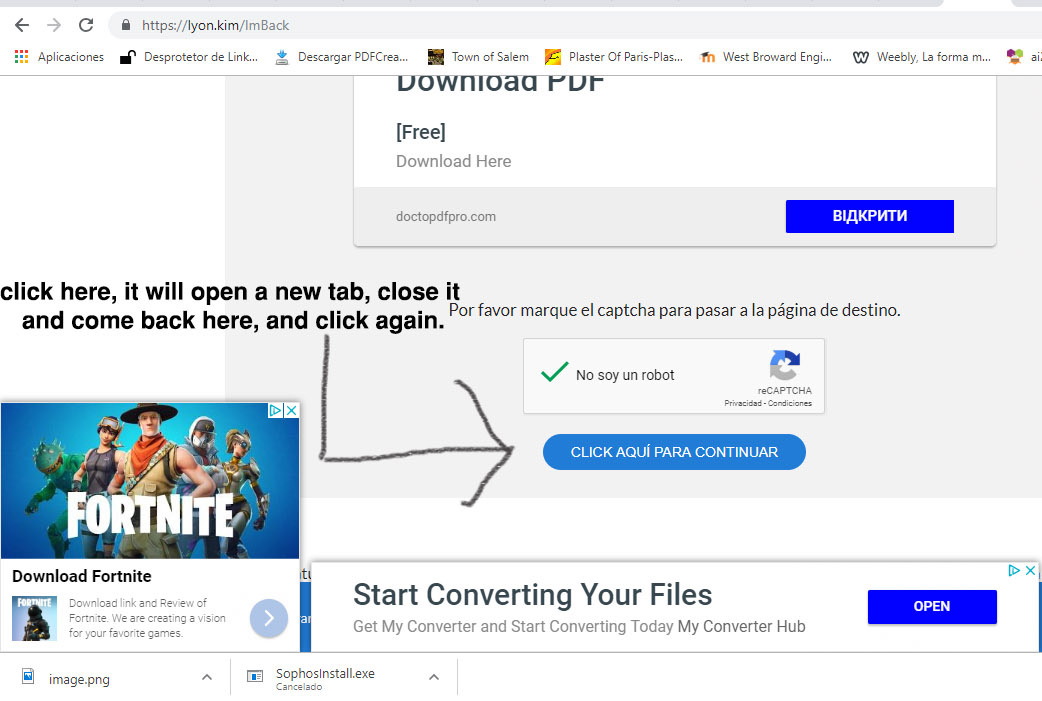 https://lyon.kim/ImBack
Aplicaciones
Desprotetor de Link...
Descargar PDFCrea...
Town of Salem
Plaster Of Paris-Plas...
West Broward Engi...
Weebly, La forma m...
Download PDF
[Free]
Download Here
doctopdfpro.com
ВІДКРИТИ
click here, it will open a new tab, close it
and come back here, and click again.
Por favor marque el captcha para pasar a la página de destino.
No soy un robot
reCAPTCHA
Privacidad - Condiciones
CLICK AQUÍ PARA CONTINUAR
FORTNITE
Download Fortnite
FORTNITE
Download link and Review of
Fortnite. We are creating a vision
for your favorite games.
Start Converting Your Files
Get My Converter and Start Converting Today My Converter Hub
OPEN
image.png
SophosInstall.exe
Cancelado